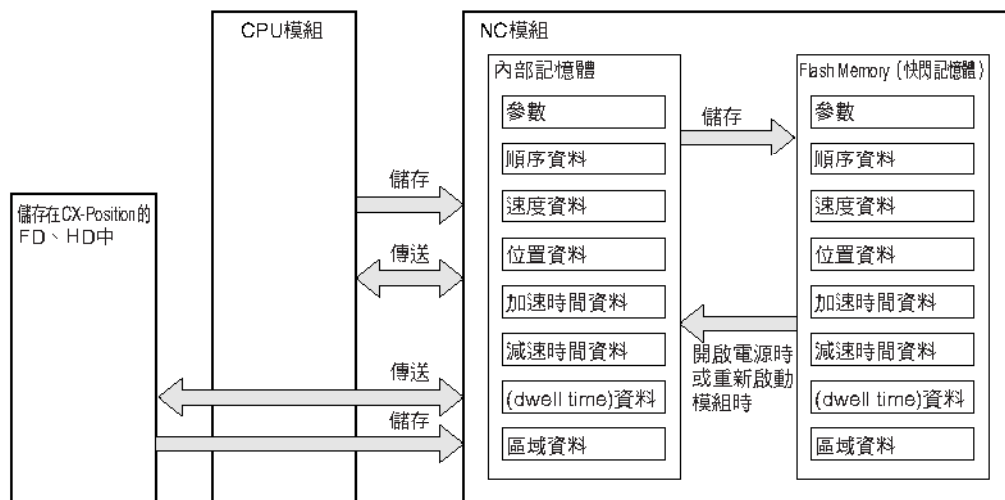 CPU模組
NC模組
內部記憶體
Flash Memory (快閃記憶體)
參數
順序資料
速度資料
位置資料
加速時間資料
減速時間資料
(dwell time)資料
區域資料
儲存
參數
順序資料
速度資料
位置資料
加速時間資料
減速時間資料
(dwell time)資料
區域資料
開啟電源時
或重新啟動
模組時
儲存
傳送
傳送
儲存
儲存在CX-Position的
FD、HD中